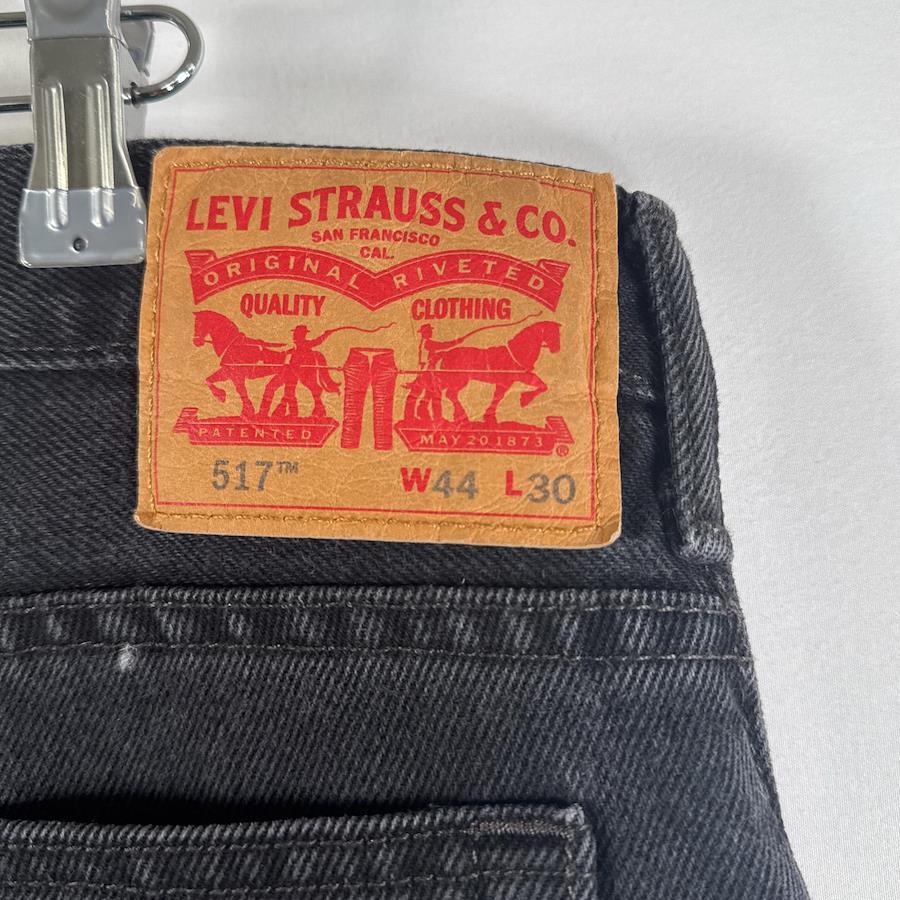 LEVI STRAUSS & CO.
SAN FRANCISCO
CAL.
ORIGINAL RIVETED
QUALITY CLOTHING
PATENTED MAY 20 1873 ®
517™ W44 L30